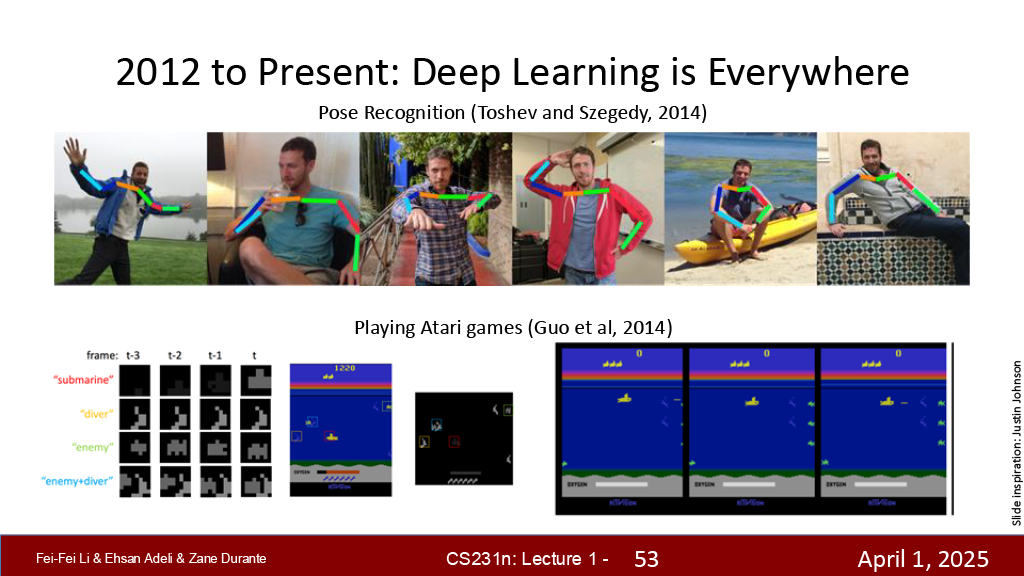 2012 to Present: Deep Learning is Everywhere
Pose Recognition (Toshev and Szegedy, 2014)
Playing Atari games (Guo et al, 2014)
frame: t-3 t-2 t-1 t
"submarine"
"diver"
"enemy"
"enemy+diver"
1220
OXYGEN
0 0 0
OXYGEN OXYGEN OXYGEN
Slide inspiration: Justin Johnson
Fei-Fei Li & Ehsan Adeli & Zane Durante CS231n: Lecture 1 - 53 April 1, 2025